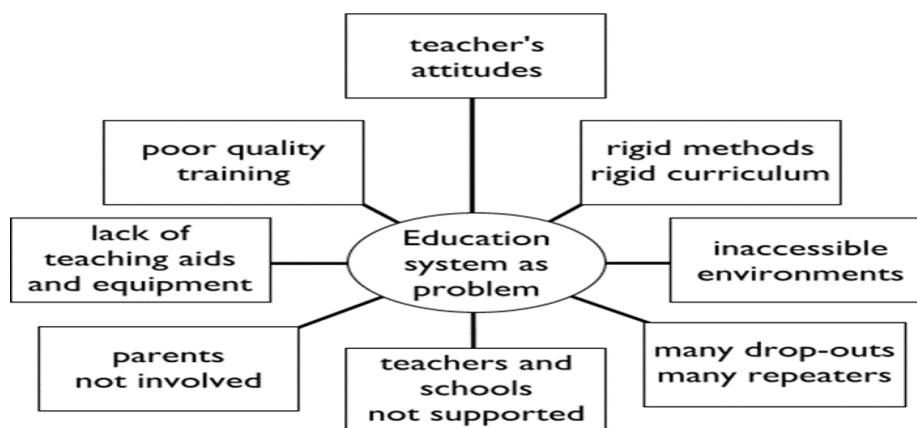 teacher's
attitudes
poor quality
training
rigid methods
rigid curriculum
lack of
teaching aids
and equipment
Education
system as
problem
inaccessible
environments
parents
not involved
teachers and
schools
not supported
many drop-outs
many repeaters